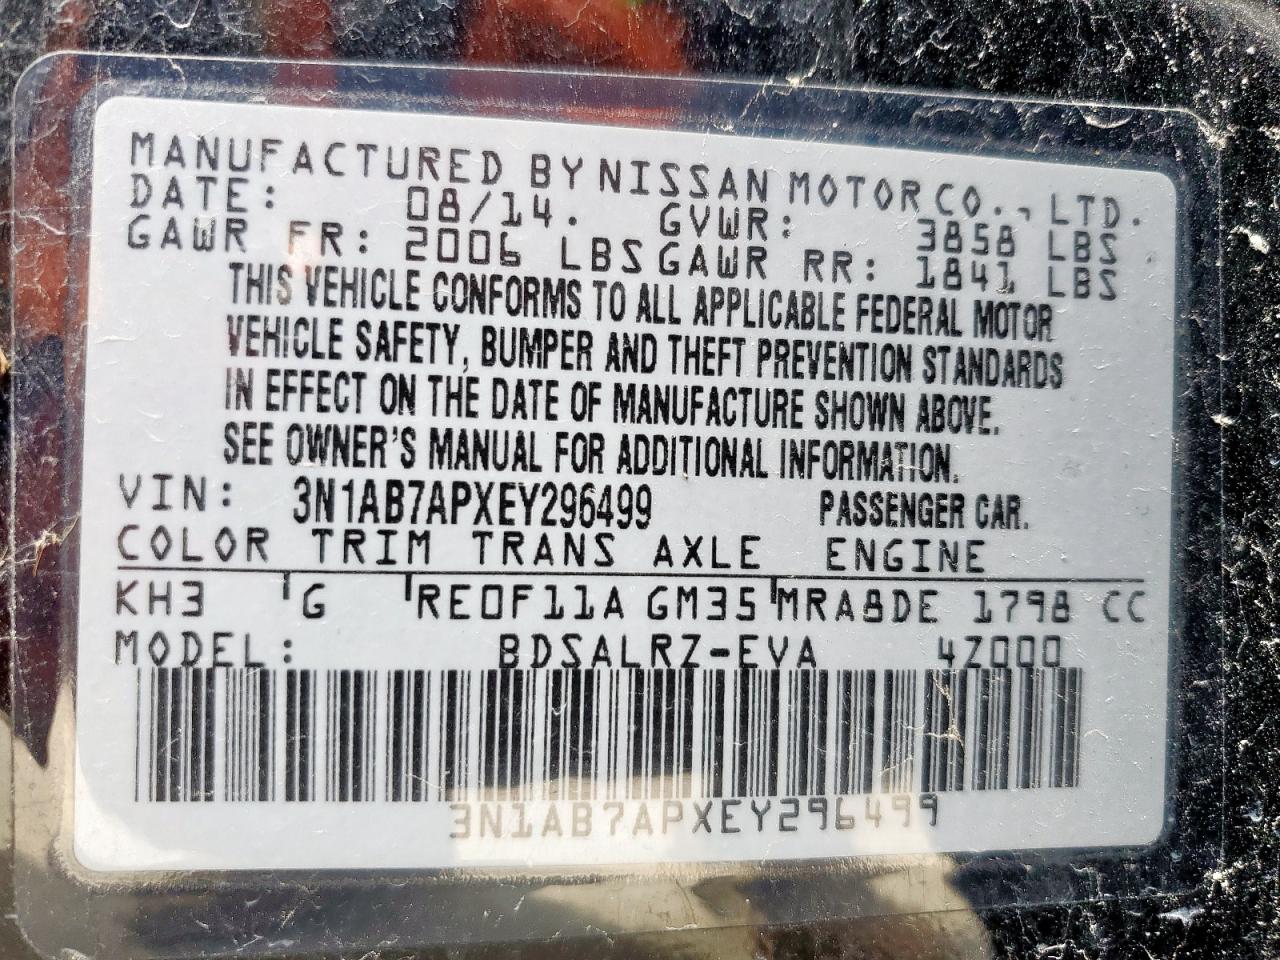 MANUFACTURED BY NISSAN MOTOR CO., LTD.
DATE: 08/14. GVWR: 3858 LBS
GAWR FR: 2006 LBS GAWR RR: 1841 LBS
THIS VEHICLE CONFORMS TO ALL APPLICABLE FEDERAL MOTOR
VEHICLE SAFETY, BUMPER AND THEFT PREVENTION STANDARDS
IN EFFECT ON THE DATE OF MANUFACTURE SHOWN ABOVE.
SEE OWNER'S MANUAL FOR ADDITIONAL INFORMATION.
VIN: 3N1AB7APXEY296499 PASSENGER CAR.
COLOR TRIM TRANS AXLE ENGINE
KH3 G RE0F11A GM35 MRA8DE 1798 CC
MODEL: BDSALRZ-EVA 4Z000
3N1AB7APXEY296499